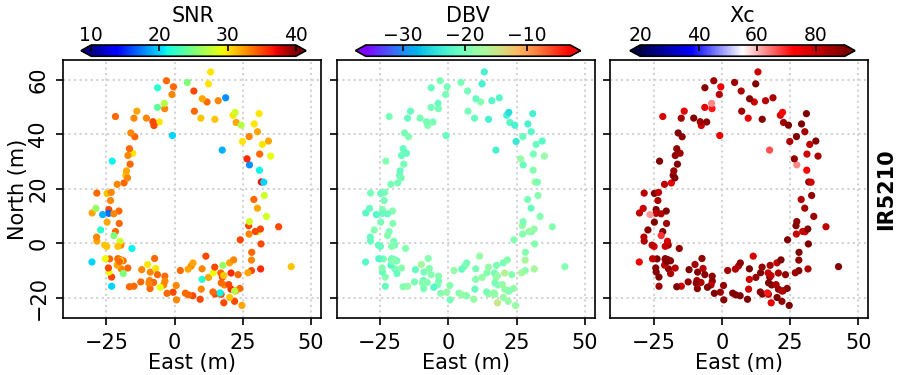 SNR DBV Xc
10 20 30 40 −30 −20 −10 20 40 60 80
60
40
20
0
−20
North (m)
IR5210
−25 0 25 50 −25 0 25 50 −25 0 25 50
East (m) East (m) East (m)